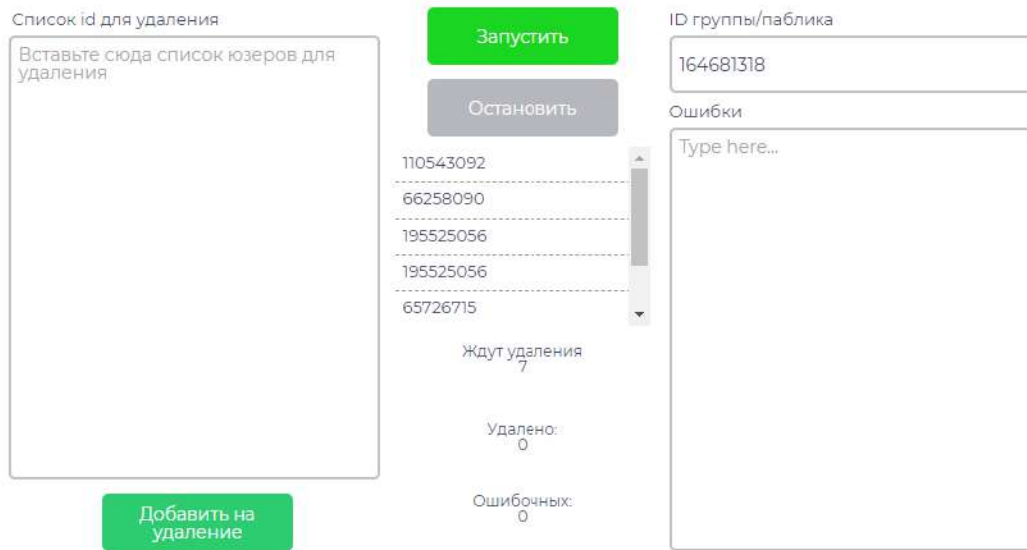 Список id для удаления
Вставьте сюда список юзеров для
удаления
Добавить на
удаление
Запустить
Остановить
110543092
66258090
195525056
195525056
65726715
Ждут удаления
7
Удалено:
0
Ошибочных:
0
ID группы/паблика
164681318
Ошибки
Type here...